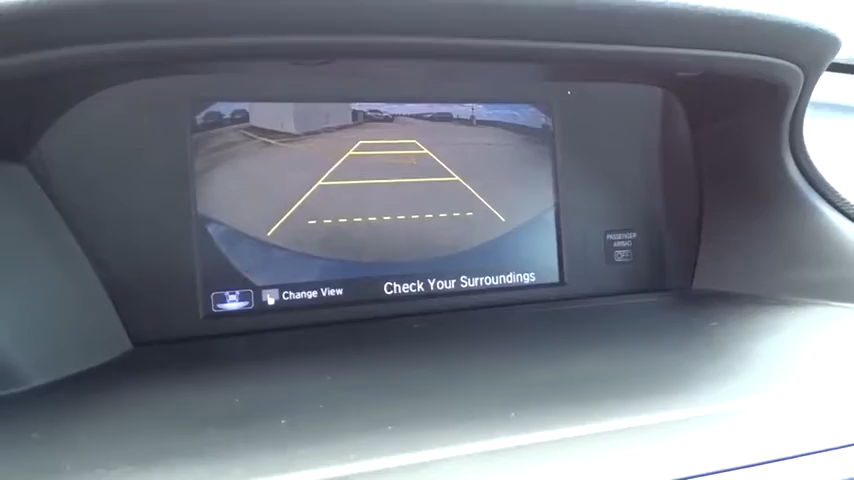 PASSENGER
AIRBAG
OFF
Change View
Check Your Surroundings